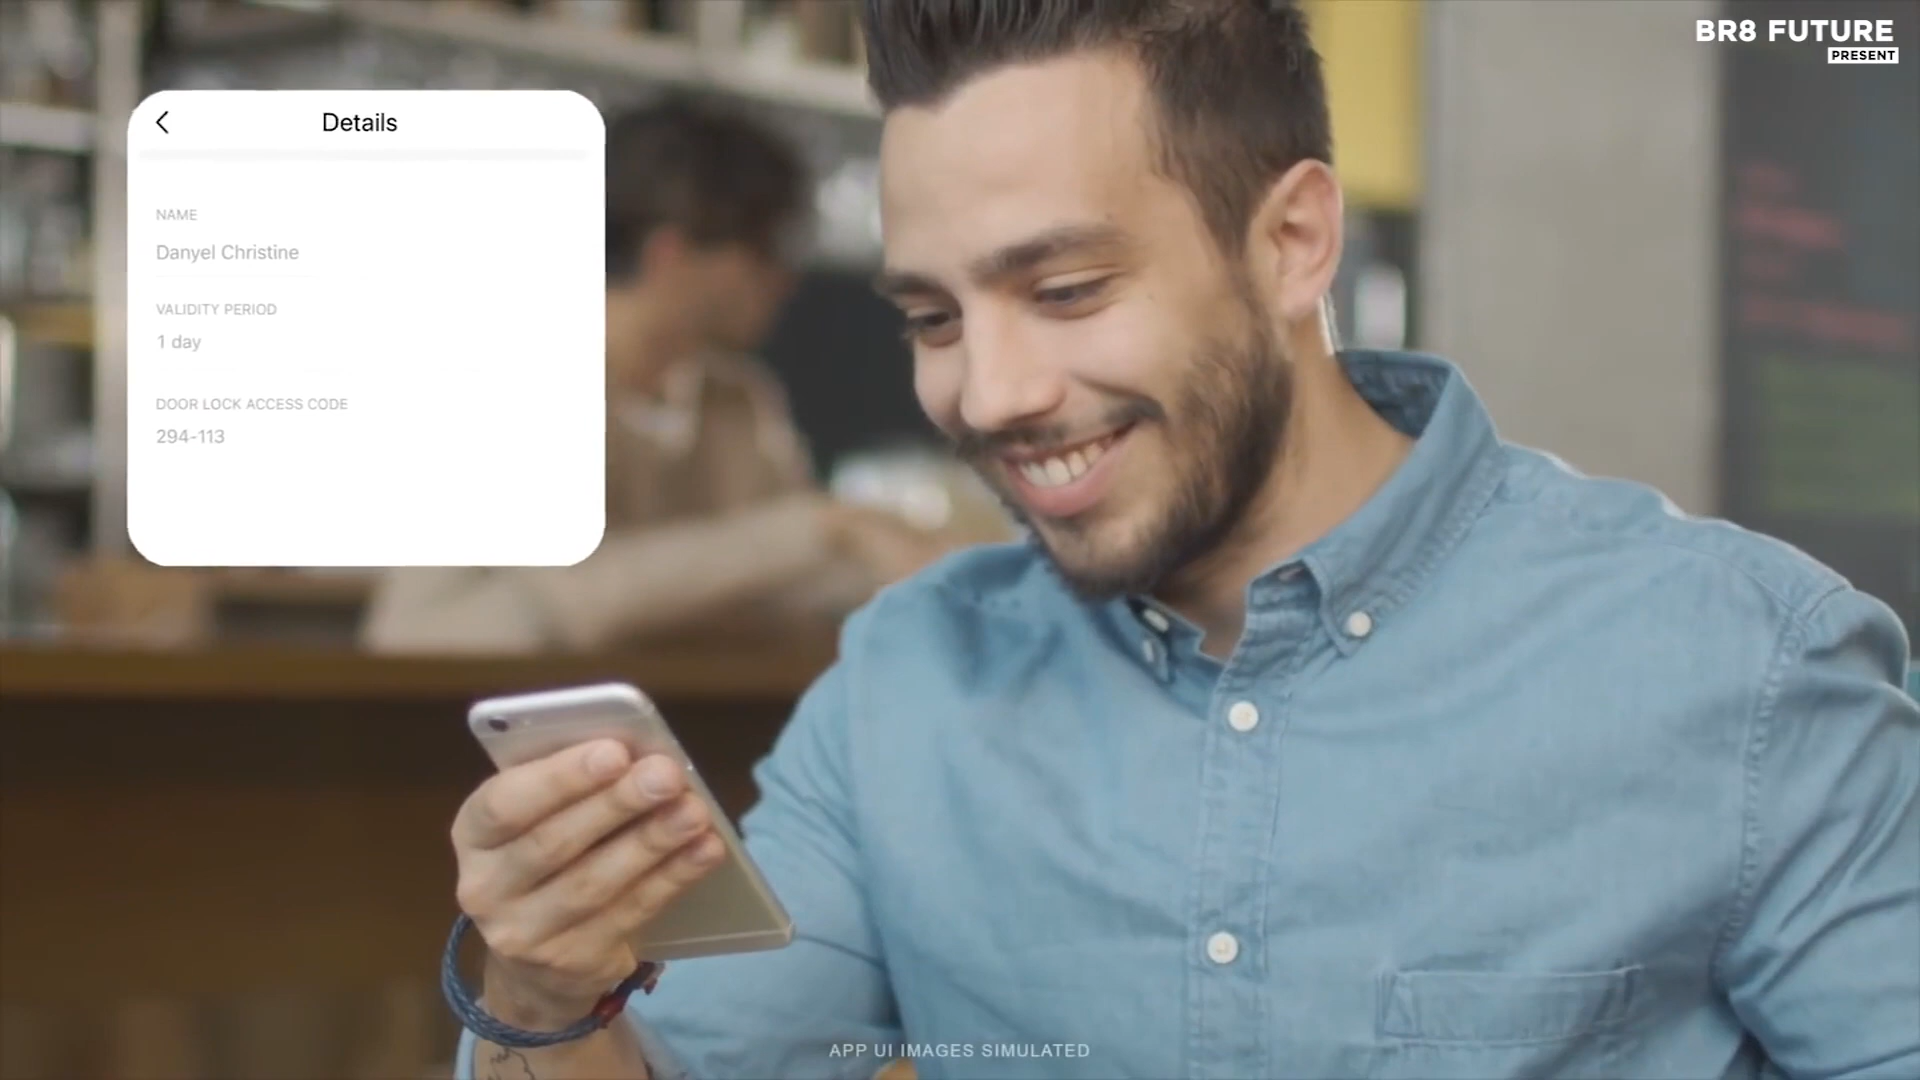 BR8 FUTURE
PRESENT
Details
NAME
Danyel Christine
VALIDITY PERIOD
1 day
DOOR LOCK ACCESS CODE
294-113
APP UI IMAGES SIMULATED